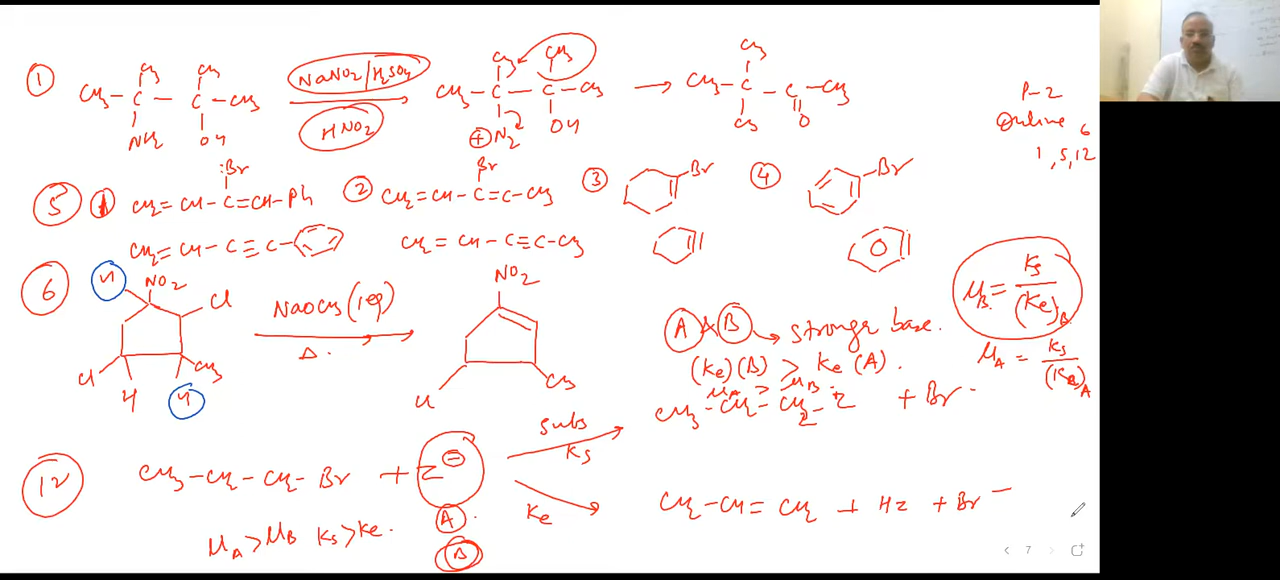 ① CH3 - C - C - CH3 NaNO2/H2SO4 CH3 - C - C - CH3 → CH3 - C - C - CH3
CH3 CH3 CH3 CH3 CH3
NH2 OH HNO2 ⊕N2 OH CH3 O
P-2
Online 6
1, 5, 12
⑤ ① CH2=CH-C=CH-Ph ② CH2=CH-C=C-CH3 ③ Br ④ Br
:Br Br
CH2=CH-C≡C- CH2=CH-C≡C-CH3
⑥ H NO2 Cl NaOCH3 (1eq) NO2
Δ.
Cl H H CH3 Cl CH3
A & B → stronger base.
(Ke)(B) > Ke (A).
μA > μB
μB = Ks/(Ke)B
μA = Ks/(Ke)A
⑫ CH3-CH2-CH2-Br + Z⊖ subs Ks CH3-CH2-CH2-Z + Br-
A.
B
Ke CH3-CH=CH2 + HZ + Br-
μA > μB Ks > Ke.
7